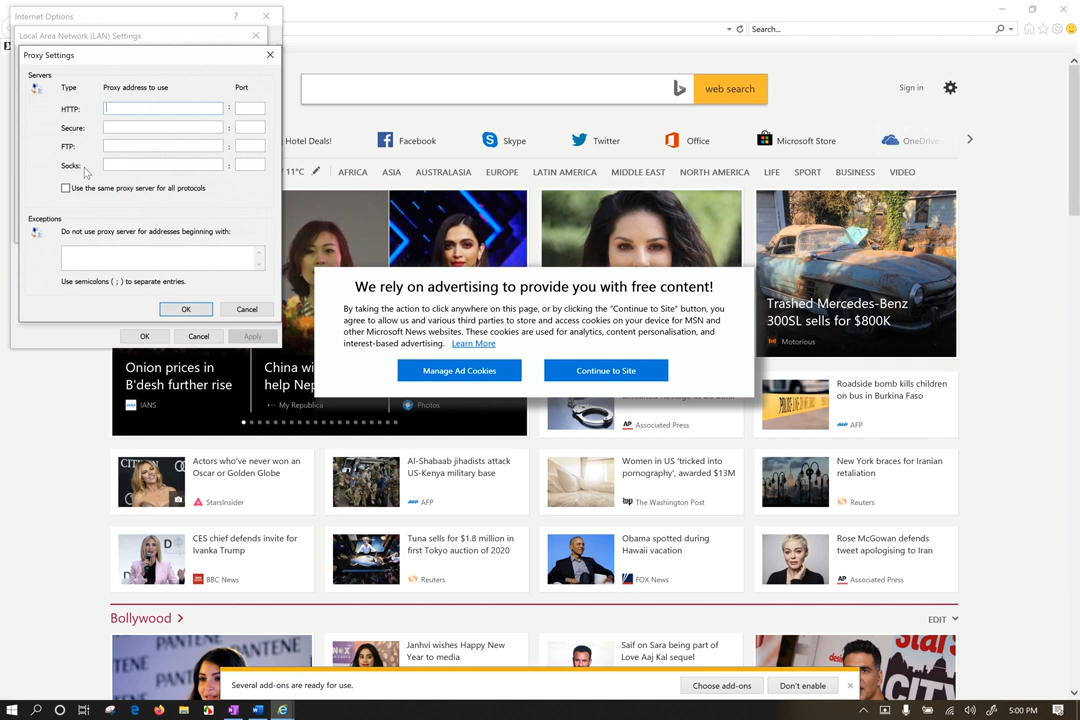 Internet Options
?
Local Area Network (LAN) Settings
Proxy Settings
Servers
Type
Proxy address to use
Port
HTTP:
:
Secure:
:
FTP:
:
Socks:
:
Use the same proxy server for all protocols
Exceptions
Do not use proxy server for addresses beginning with:
Use semicolons ( ; ) to separate entries.
OK
Cancel
OK
Cancel
Apply
Search...
web search
Sign in
Hotel Deals!
Facebook
Skype
Twitter
Office
Microsoft Store
OneDrive
11°C
AFRICA
ASIA
AUSTRALASIA
EUROPE
LATIN AMERICA
MIDDLE EAST
NORTH AMERICA
LIFE
SPORT
BUSINESS
VIDEO
We rely on advertising to provide you with free content!
By taking the action to click anywhere on this page, or by clicking the "Continue to Site" button, you
agree to allow us and various third parties to store and access cookies on your device for MSN and
other Microsoft News websites. These cookies are used for analytics, content personalisation, and
interest-based advertising. Learn More
Manage Ad Cookies
Continue to Site
Trashed Mercedes-Benz
300SL sells for $800K
Motorious
Onion prices in
B'desh further rise
IANS
China wi
help Nep
My Republica
Photos
AP Associated Press
Roadside bomb kills children
on bus in Burkina Faso
AFP AFP
Actors who've never won an
Oscar or Golden Globe
StarsInsider
Al-Shabaab jihadists attack
US-Kenya military base
AFP AFP
Women in US 'tricked into
pornography', awarded $13M
wp The Washington Post
New York braces for Iranian
retaliation
Reuters
CES chief defends invite for
Ivanka Trump
BBC News
Tuna sells for $1.8 million in
first Tokyo auction of 2020
Reuters
Obama spotted during
Hawaii vacation
FOX News
Rose McGowan defends
tweet apologising to Iran
AP Associated Press
Bollywood
EDIT
PANTENE
PANTENE
Janhvi wishes Happy New
Year to media
Saif on Sara being part of
Love Aaj Kal sequel
Several add-ons are ready for use.
Choose add-ons
Don't enable
5:00 PM